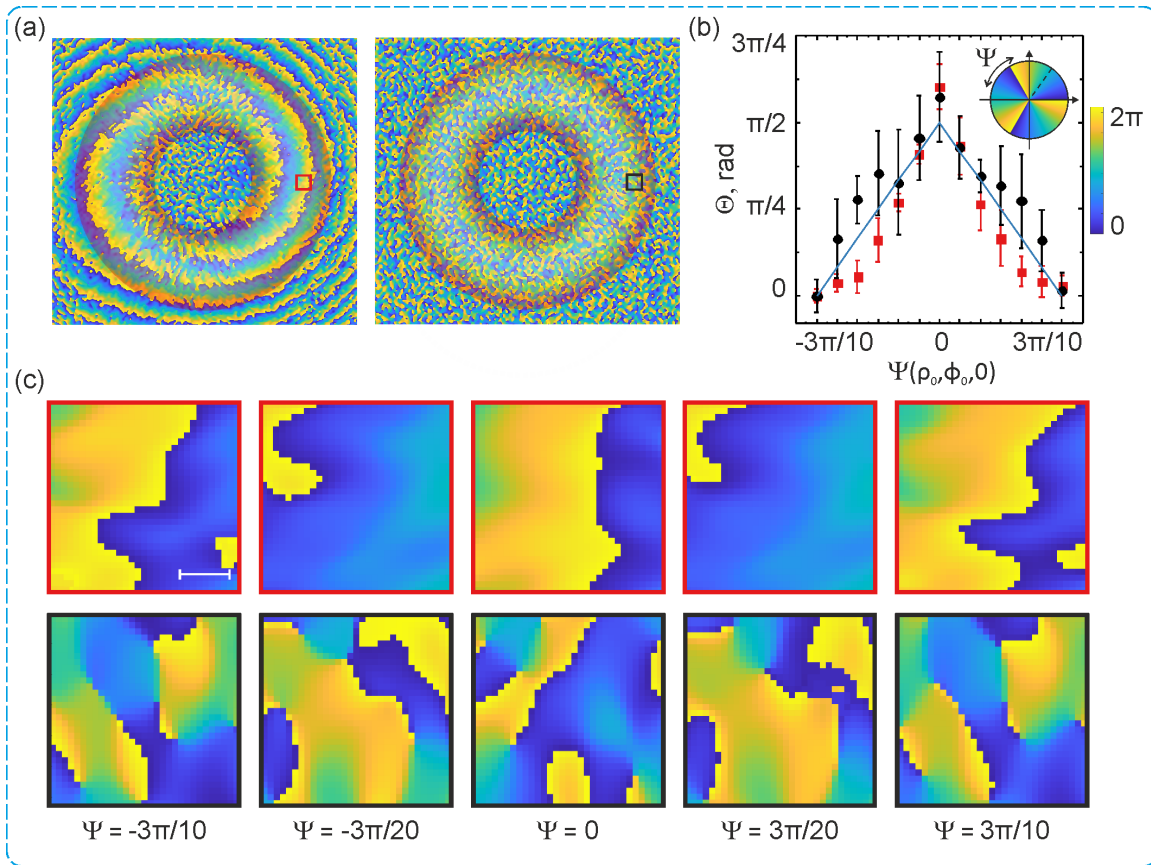 (a)
(b)
3π/4
π/2
π/4
0
Θ, rad
Ψ
2π
0
-3π/10
0
3π/10
Ψ(ρ₀,ϕ₀,0)
(c)
Ψ = -3π/10
Ψ = -3π/20
Ψ = 0
Ψ = 3π/20
Ψ = 3π/10